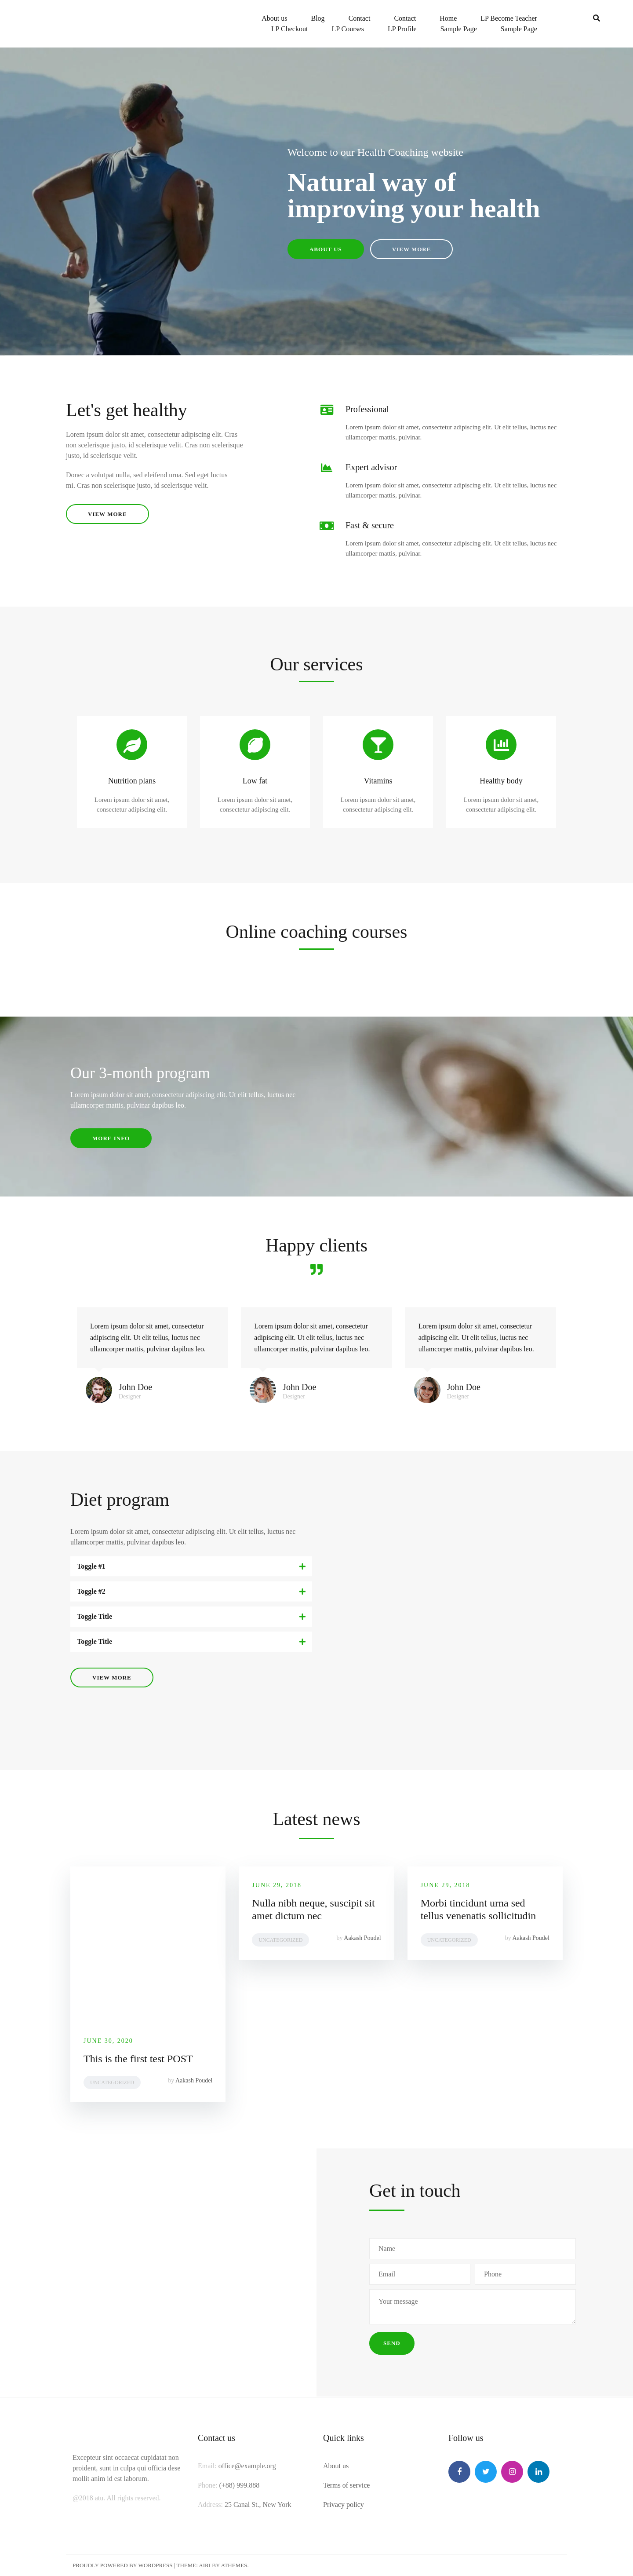 About us Blog Contact Contact Home LP Become Teacher
LP Checkout LP Courses LP Profile Sample Page Sample Page
Welcome to our Health Coaching website
Natural way of
improving your health
ABOUT US VIEW MORE
Let's get healthy
Lorem ipsum dolor sit amet, consectetur adipiscing elit. Cras
non scelerisque justo, id scelerisque velit. Cras non scelerisque
justo, id scelerisque velit.
Donec a volutpat nulla, sed eleifend urna. Sed eget luctus
mi. Cras non scelerisque justo, id scelerisque velit.
VIEW MORE
Professional
Lorem ipsum dolor sit amet, consectetur adipiscing elit. Ut elit tellus, luctus nec
ullamcorper mattis, pulvinar.
Expert advisor
Lorem ipsum dolor sit amet, consectetur adipiscing elit. Ut elit tellus, luctus nec
ullamcorper mattis, pulvinar.
Fast & secure
Lorem ipsum dolor sit amet, consectetur adipiscing elit. Ut elit tellus, luctus nec
ullamcorper mattis, pulvinar.
Our services
Nutrition plans
Lorem ipsum dolor sit amet,
consectetur adipiscing elit.
Low fat
Lorem ipsum dolor sit amet,
consectetur adipiscing elit.
Vitamins
Lorem ipsum dolor sit amet,
consectetur adipiscing elit.
Healthy body
Lorem ipsum dolor sit amet,
consectetur adipiscing elit.
Online coaching courses
Our 3-month program
Lorem ipsum dolor sit amet, consectetur adipiscing elit. Ut elit tellus, luctus nec
ullamcorper mattis, pulvinar dapibus leo.
MORE INFO
Happy clients
Lorem ipsum dolor sit amet, consectetur
adipiscing elit. Ut elit tellus, luctus nec
ullamcorper mattis, pulvinar dapibus leo.
John Doe
Designer
Lorem ipsum dolor sit amet, consectetur
adipiscing elit. Ut elit tellus, luctus nec
ullamcorper mattis, pulvinar dapibus leo.
John Doe
Designer
Lorem ipsum dolor sit amet, consectetur
adipiscing elit. Ut elit tellus, luctus nec
ullamcorper mattis, pulvinar dapibus leo.
John Doe
Designer
Diet program
Lorem ipsum dolor sit amet, consectetur adipiscing elit. Ut elit tellus, luctus nec
ullamcorper mattis, pulvinar dapibus leo.
Toggle #1
Toggle #2
Toggle Title
Toggle Title
VIEW MORE
Latest news
JUNE 30, 2020
This is the first test POST
UNCATEGORIZED by Aakash Poudel
JUNE 29, 2018
Nulla nibh neque, suscipit sit
amet dictum nec
UNCATEGORIZED by Aakash Poudel
JUNE 29, 2018
Morbi tincidunt urna sed
tellus venenatis sollicitudin
UNCATEGORIZED by Aakash Poudel
Get in touch
Name
Email Phone
Your message
SEND
Excepteur sint occaecat cupidatat non
proident, sunt in culpa qui officia dese
mollit anim id est laborum.
@2018 atu. All rights reserved.
Contact us
Email: office@example.org
Phone: (+88) 999.888
Address: 25 Canal St., New York
Quick links
About us
Terms of service
Privacy policy
Follow us
PROUDLY POWERED BY WORDPRESS | THEME: AIRI BY ATHEMES.